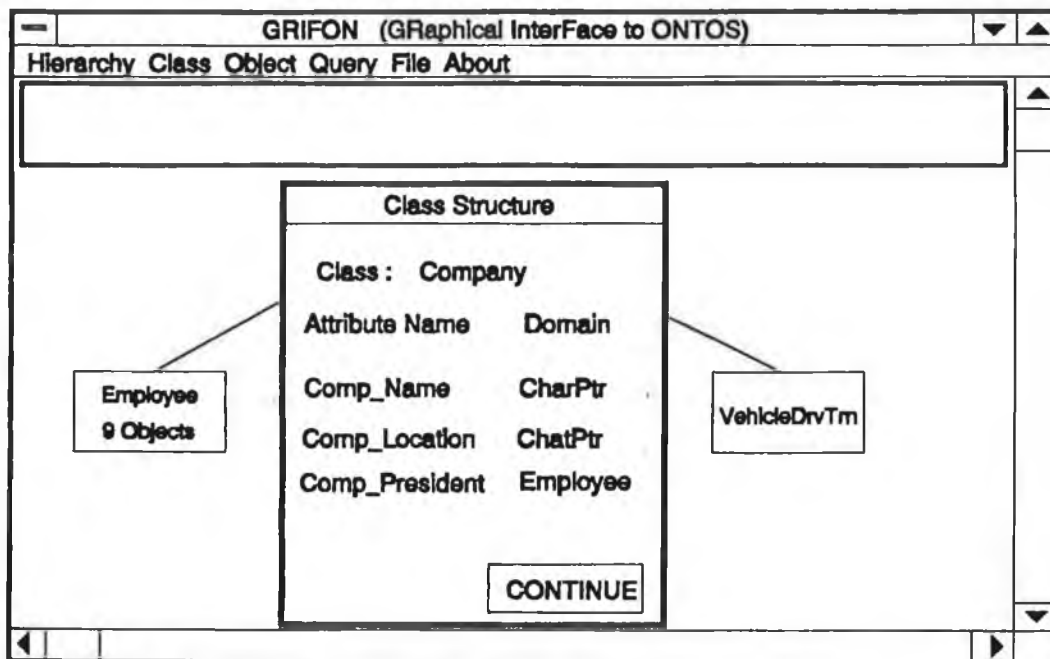 GRIFON (GRaphical InterFace to ONTOS)
Hierarchy Class Object Query File About
Class Structure
Class : Company
Attribute Name Domain
Comp_Name CharPtr
Comp_Location ChatPtr
Comp_President Employee
CONTINUE
Employee
9 Objects
VehicleDrvTrn